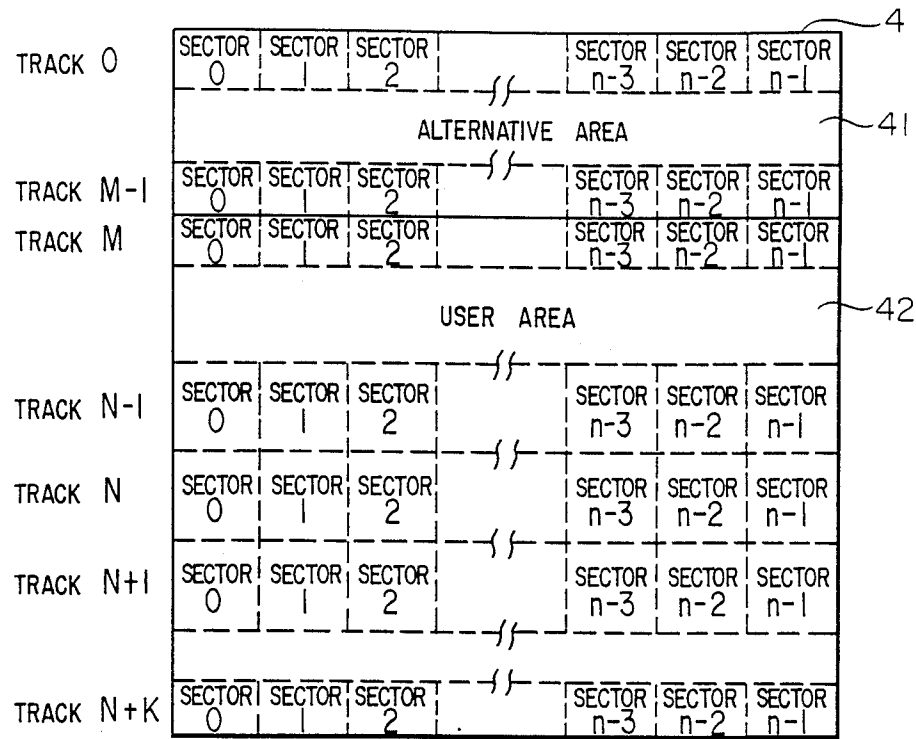 4
TRACK 0 SECTOR 0 SECTOR 1 SECTOR 2 SECTOR n-3 SECTOR n-2 SECTOR n-1
ALTERNATIVE AREA 41
TRACK M-1 SECTOR 0 SECTOR 1 SECTOR 2 SECTOR n-3 SECTOR n-2 SECTOR n-1
TRACK M SECTOR 0 SECTOR 1 SECTOR 2 SECTOR n-3 SECTOR n-2 SECTOR n-1
USER AREA 42
TRACK N-1 SECTOR 0 SECTOR 1 SECTOR 2 SECTOR n-3 SECTOR n-2 SECTOR n-1
TRACK N SECTOR 0 SECTOR 1 SECTOR 2 SECTOR n-3 SECTOR n-2 SECTOR n-1
TRACK N+1 SECTOR 0 SECTOR 1 SECTOR 2 SECTOR n-3 SECTOR n-2 SECTOR n-1
TRACK N+K SECTOR 0 SECTOR 1 SECTOR 2 SECTOR n-3 SECTOR n-2 SECTOR n-1